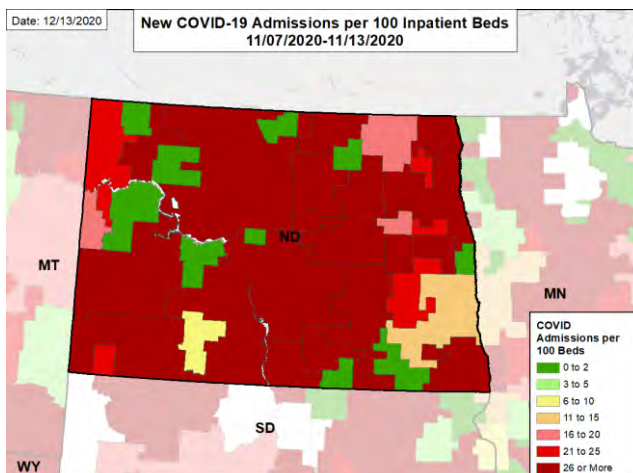 Date: 12/13/2020
New COVID-19 Admissions per 100 Inpatient Beds
11/07/2020-11/13/2020
ND
MT
MN
SD
WY
COVID
Admissions per
100 Beds
0 to 2
3 to 5
6 to 10
11 to 15
16 to 20
21 to 25
26 or More